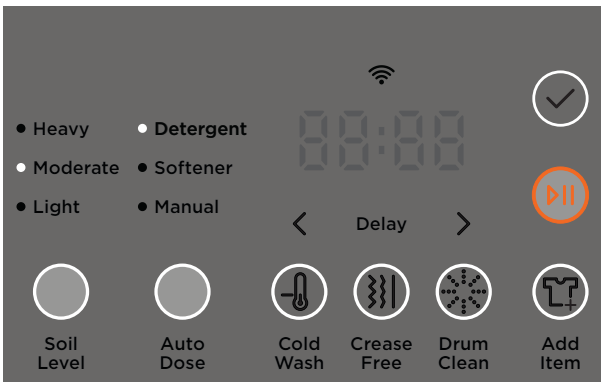 88:88
Heavy
Detergent
Moderate
Softener
Light
Manual
Delay
Soil
Level
Auto
Dose
Cold
Wash
Crease
Free
Drum
Clean
Add
Item